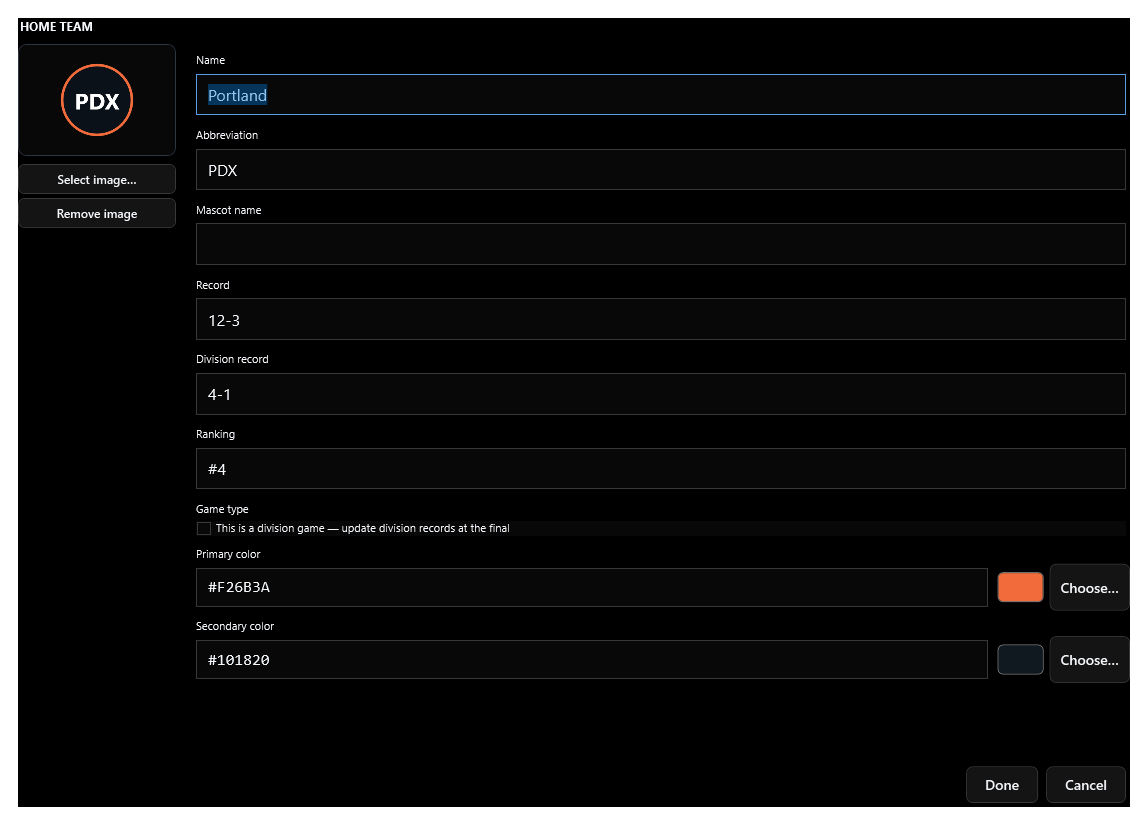 HOME TEAM
PDX
Select image...
Remove image
Name
Portland
Abbreviation
PDX
Mascot name
Record
12-3
Division record
4-1
Ranking
#4
Game type
This is a division game — update division records at the final
Primary color
#F26B3A
Choose...
Secondary color
#101820
Choose...
Done
Cancel